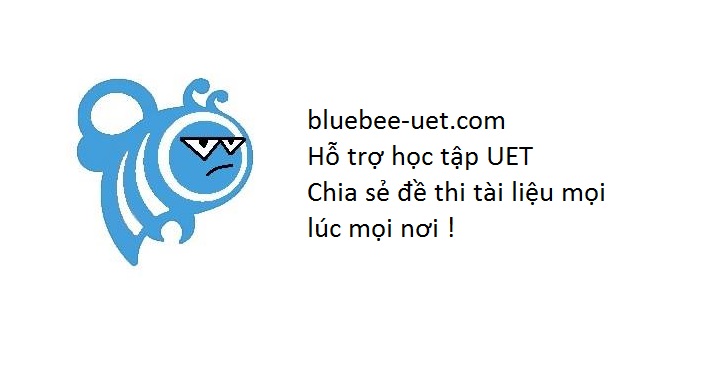 bluebee-uet.com
Hỗ trợ học tập UET
Chia sẻ đề thi tài liệu mọi
lúc mọi nơi !